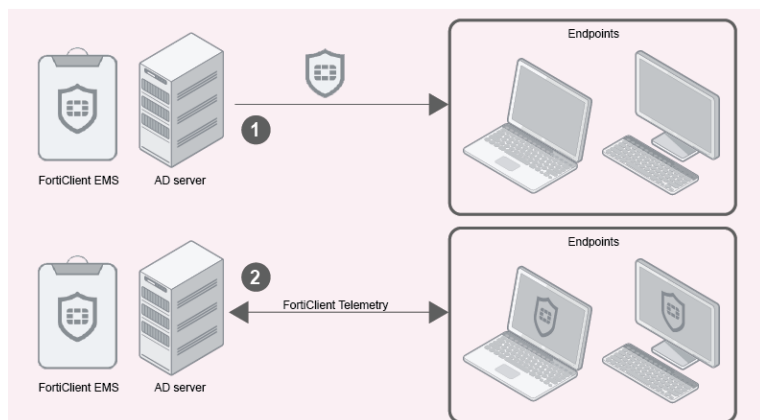 Endpoints
1
FortiClient EMS
AD server
Endpoints
2
FortiClient Telemetry
FortiClient EMS
AD server